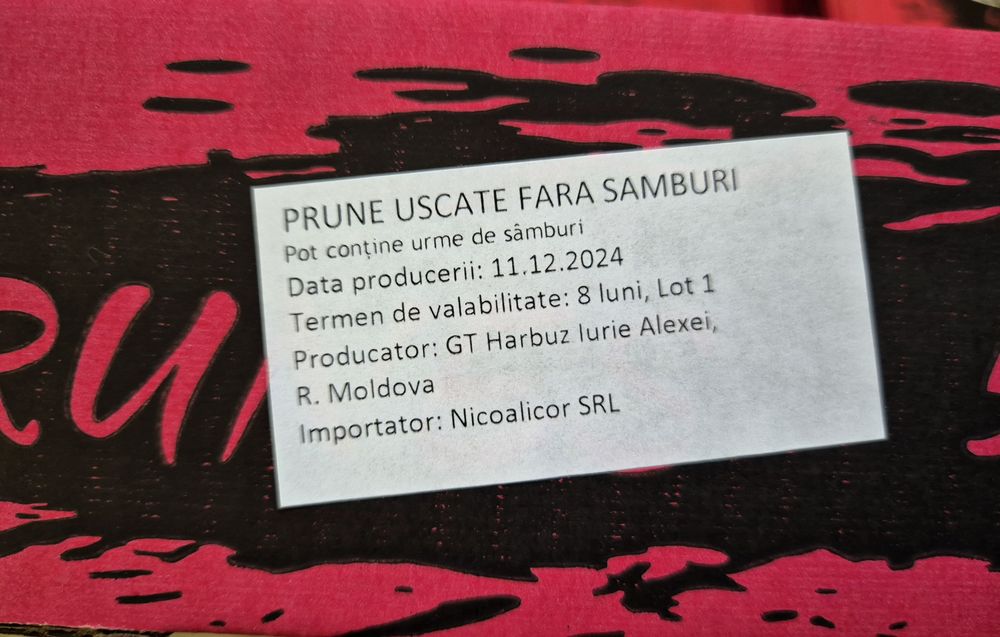 PRUNE USCATE FARA SAMBURI
Pot conține urme de sâmburi
Data producerii: 11.12.2024
Termen de valabilitate: 8 luni, Lot 1
Producator: GT Harbuz Iurie Alexei,
R. Moldova
Importator: Nicoalicor SRL